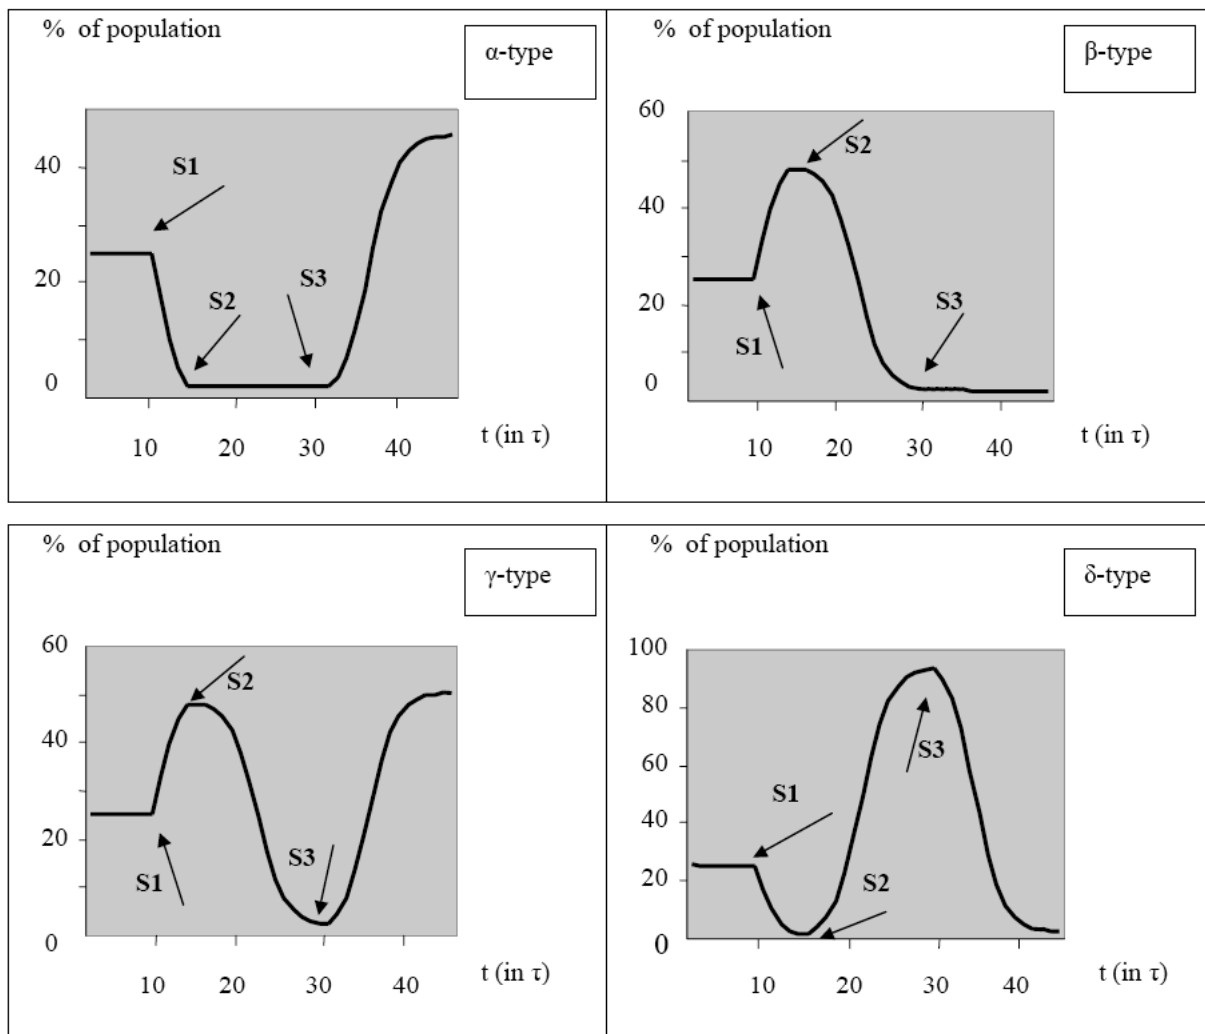 % of population
α-type
40
20
0
S1
S2
S3
10 20 30 40
t (in τ)
% of population
β-type
60
40
20
0
S1
S2
S3
10 20 30 40
t (in τ)
% of population
γ-type
60
40
20
0
S1
S2
S3
10 20 30 40
t (in τ)
% of population
δ-type
100
80
60
40
20
0
S1
S2
S3
10 20 30 40
t (in τ)